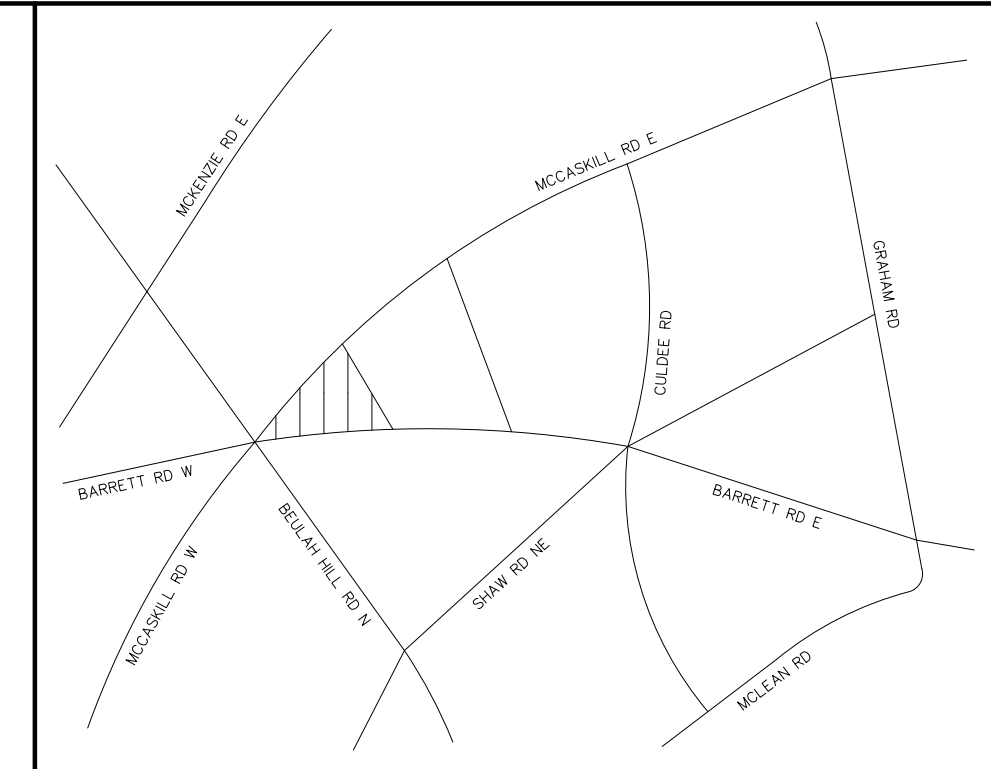 MCKENZIE RD E
MCCASKILL RD E
GRAHAM RD
CULDEE RD
BARRETT RD W
BEULAH HILL RD N
BARRETT RD E
SHAW RD NE
MCCASKILL RD W
MCLEAN RD